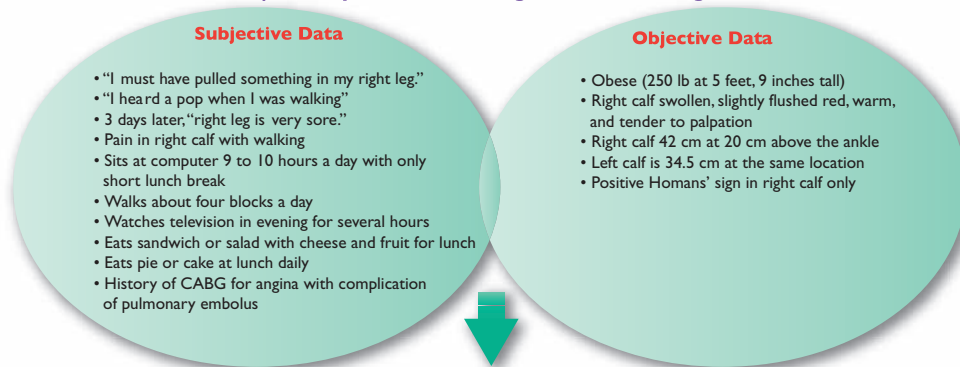 Subjective Data
• “I must have pulled something in my right leg.”
• “I heard a pop when I was walking”
• 3 days later, “right leg is very sore.”
• Pain in right calf with walking
• Sits at computer 9 to 10 hours a day with only
short lunch break
• Walks about four blocks a day
• Watches television in evening for several hours
• Eats sandwich or salad with cheese and fruit for lunch
• Eats pie or cake at lunch daily
• History of CABG for angina with complication
of pulmonary embolus
Objective Data
• Obese (250 lb at 5 feet, 9 inches tall)
• Right calf swollen, slightly flushed red, warm,
and tender to palpation
• Right calf 42 cm at 20 cm above the ankle
• Left calf is 34.5 cm at the same location
• Positive Homans’ sign in right calf only